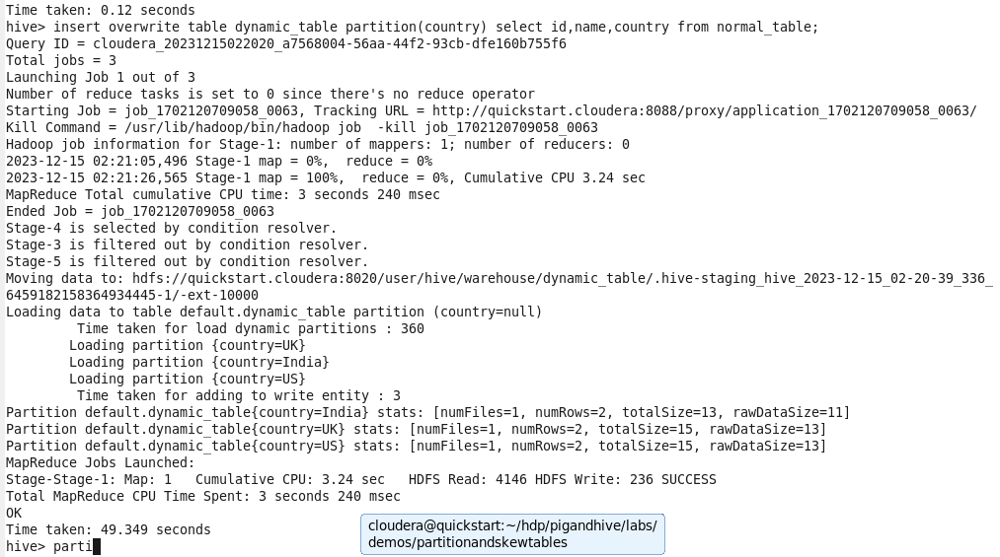 Time taken: 0.12 seconds
hive> insert overwrite table dynamic_table partition(country) select id,name,country from normal_table;
Query ID = cloudera_20231215022020_a7568004-56aa-44f2-93cb-dfe160b755f6
Total jobs = 3
Launching Job 1 out of 3
Number of reduce tasks is set to 0 since there's no reduce operator
Starting Job = job_1702120709058_0063, Tracking URL = http://quickstart.cloudera:8088/proxy/application_1702120709058_0063/
Kill Command = /usr/lib/hadoop/bin/hadoop job  -kill job_1702120709058_0063
Hadoop job information for Stage-1: number of mappers: 1; number of reducers: 0
2023-12-15 02:21:05,496 Stage-1 map = 0%,  reduce = 0%
2023-12-15 02:21:26,565 Stage-1 map = 100%,  reduce = 0%, Cumulative CPU 3.24 sec
MapReduce Total cumulative CPU time: 3 seconds 240 msec
Ended Job = job_1702120709058_0063
Stage-4 is selected by condition resolver.
Stage-3 is filtered out by condition resolver.
Stage-5 is filtered out by condition resolver.
Moving data to: hdfs://quickstart.cloudera:8020/user/hive/warehouse/dynamic_table/.hive-staging_hive_2023-12-15_02-20-39_336_
6459182158364934445-1/-ext-10000
Loading data to table default.dynamic_table partition (country=null)
         Time taken for load dynamic partitions : 360
        Loading partition {country=UK}
        Loading partition {country=India}
        Loading partition {country=US}
         Time taken for adding to write entity : 3
Partition default.dynamic_table{country=India} stats: [numFiles=1, numRows=2, totalSize=13, rawDataSize=11]
Partition default.dynamic_table{country=UK} stats: [numFiles=1, numRows=2, totalSize=15, rawDataSize=13]
Partition default.dynamic_table{country=US} stats: [numFiles=1, numRows=2, totalSize=15, rawDataSize=13]
MapReduce Jobs Launched:
Stage-Stage-1: Map: 1   Cumulative CPU: 3.24 sec   HDFS Read: 4146 HDFS Write: 236 SUCCESS
Total MapReduce CPU Time Spent: 3 seconds 240 msec
OK
Time taken: 49.349 seconds
hive> parti
cloudera@quickstart:~/hdp/pigandhive/labs/
demos/partitionandskewtables